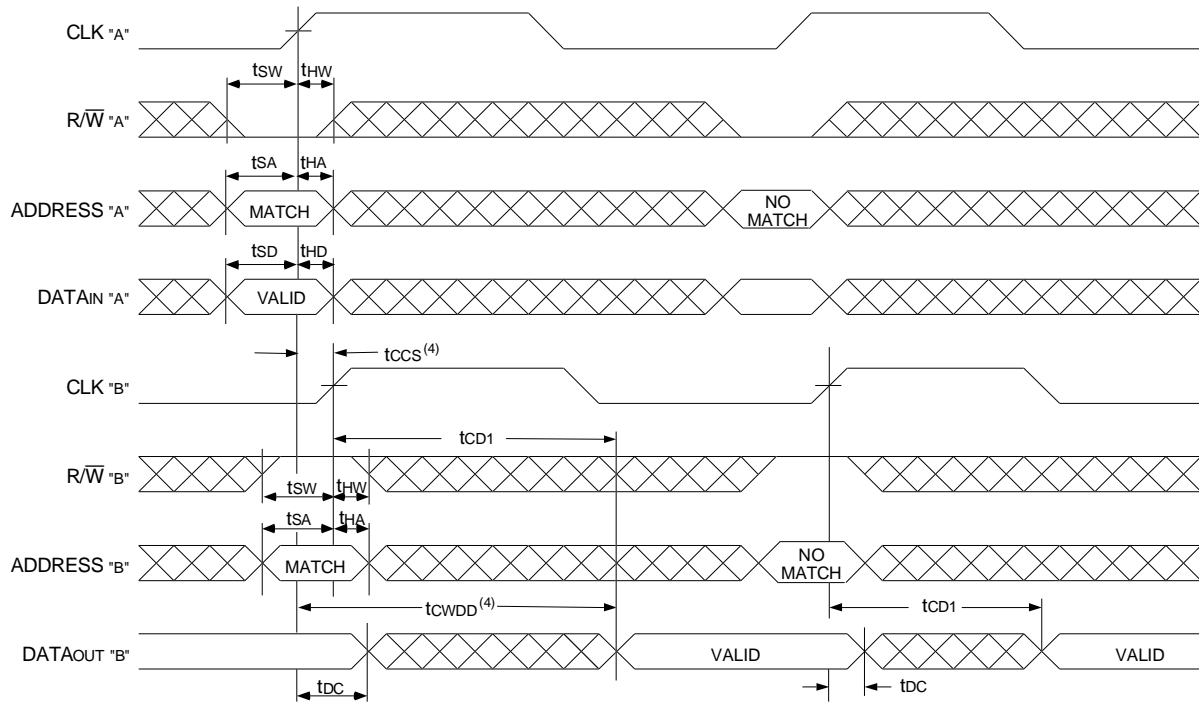 CLK "A"
tSW tHW
R/W̅ "A"
tSA tHA
ADDRESS "A" MATCH NO MATCH
tSD tHD
DATAIN "A" VALID
tCCS(4)
CLK "B"
tCD1
R/W̅ "B"
tSW tHW
tSA tHA
ADDRESS "B" MATCH NO MATCH
tCWDD(4) tCD1
DATAOUT "B" VALID VALID
tDC tDC